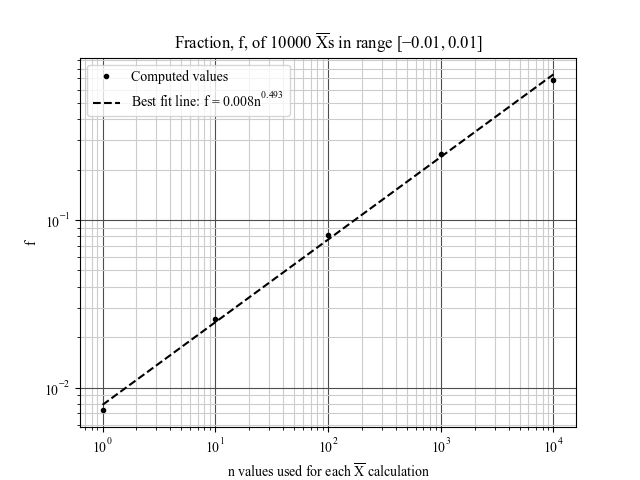 Fraction, f, of 10000 X̅s in range [−0.01, 0.01]
Computed values
Best fit line: f = 0.008n^0.493
10^−1
f
10^−2
10^0 10^1 10^2 10^3 10^4
n values used for each X̅ calculation